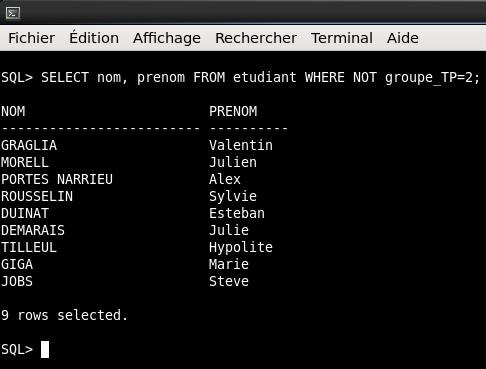 Fichier Édition Affichage Rechercher Terminal Aide
SQL> SELECT nom, prenom FROM etudiant WHERE NOT groupe_TP=2;
NOM PRENOM
------------------------- ----------
GRAGLIA Valentin
MORELL Julien
PORTES NARRIEU Alex
ROUSSELIN Sylvie
DUINAT Esteban
DEMARAIS Julie
TILLEUL Hypolite
GIGA Marie
JOBS Steve
9 rows selected.
SQL>